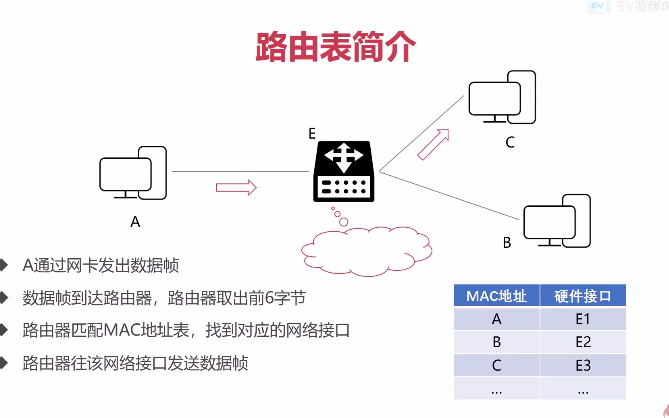 路由表简介
E
C
A
B
A通过网卡发出数据帧
数据帧到达路由器，路由器取出前6字节
路由器匹配MAC地址表，找到对应的网络接口
路由器往该网络接口发送数据帧
MAC地址 硬件接口
A E1
B E2
C E3
... ...